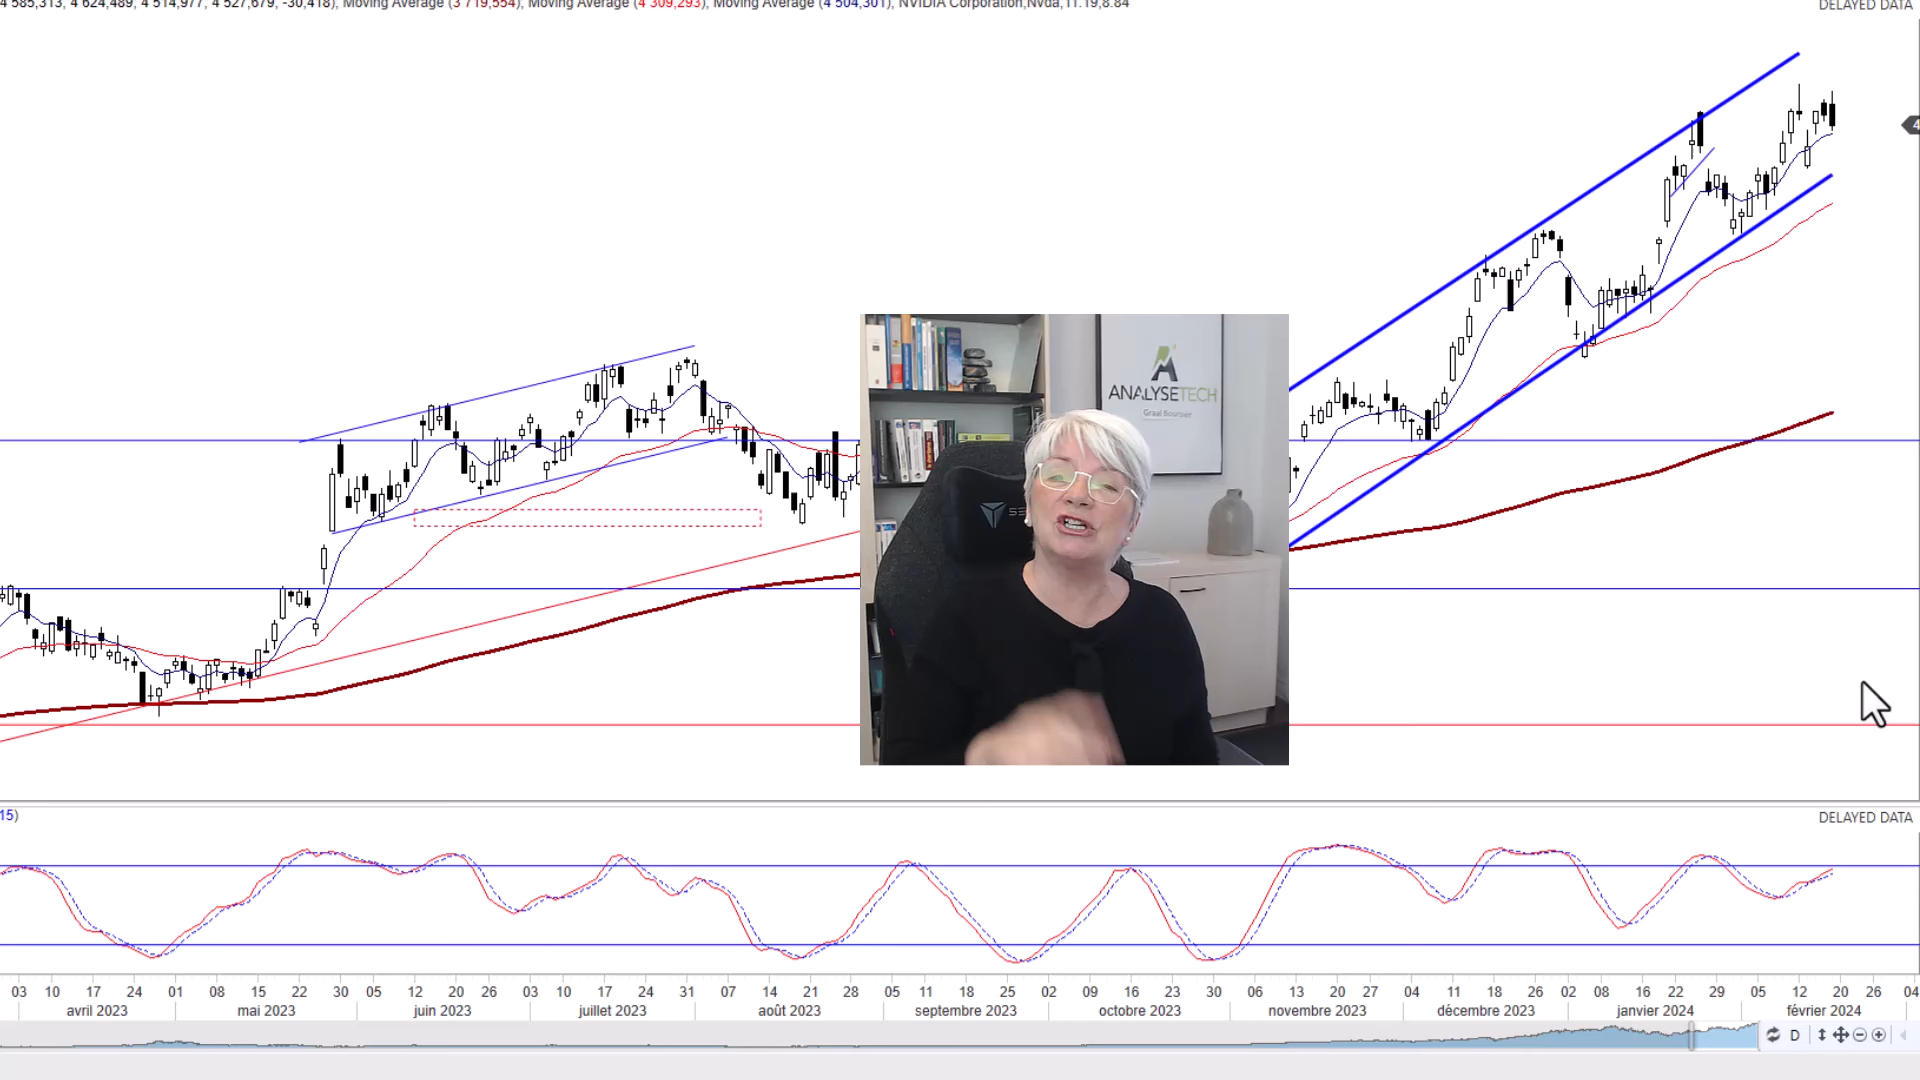 4 585,313, 4 624,489, 4 514,977, 4 527,679, -30,418), Moving Average (3 719,554), Moving Average (4 309,293), Moving Average (4 504,301), NVIDIA Corporation,Nvda,11.19,8.84
DELAYED DATA
4
ANALYSETECH
Graal Boursier
15)
DELAYED DATA
03 10 17 24 01 08 15 22 30 05 12 20 26 03 10 17 24 31 07 14 21 28 05 11 18 25 02 09 16 23 30 06 13 20 27 04 11 18 26 02 08 16 22 29 05 12 20 26 04
avril 2023 mai 2023 juin 2023 juillet 2023 août 2023 septembre 2023 octobre 2023 novembre 2023 décembre 2023 janvier 2024 février 2024
D